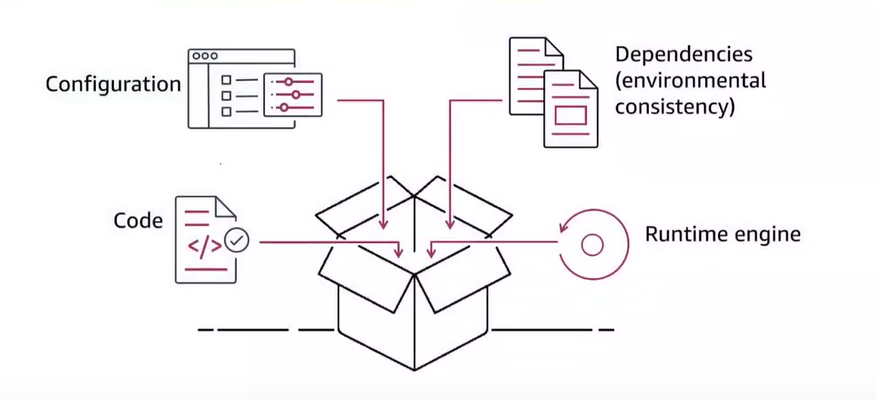 Configuration
Dependencies
(environmental
consistency)
Code
</>
Runtime engine